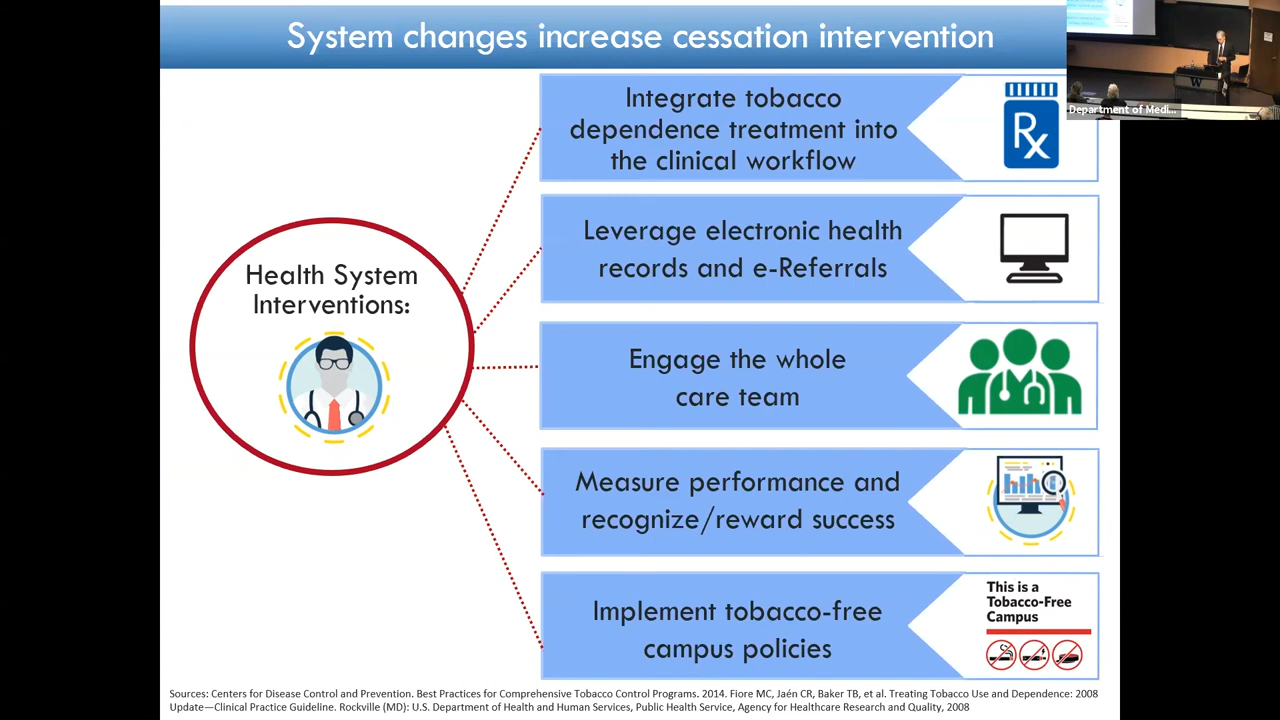 System changes increase cessation intervention
Department of Medi...
W
Integrate tobacco
dependence treatment into
the clinical workflow
Rx
Leverage electronic health
records and e-Referrals
Health System
Interventions:
Engage the whole
care team
Measure performance and
recognize/reward success
Implement tobacco-free
campus policies
This is a
Tobacco-Free
Campus
Sources: Centers for Disease Control and Prevention. Best Practices for Comprehensive Tobacco Control Programs. 2014. Fiore MC, Jaén CR, Baker TB, et al. Treating Tobacco Use and Dependence: 2008
Update—Clinical Practice Guideline. Rockville (MD): U.S. Department of Health and Human Services, Public Health Service, Agency for Healthcare Research and Quality, 2008